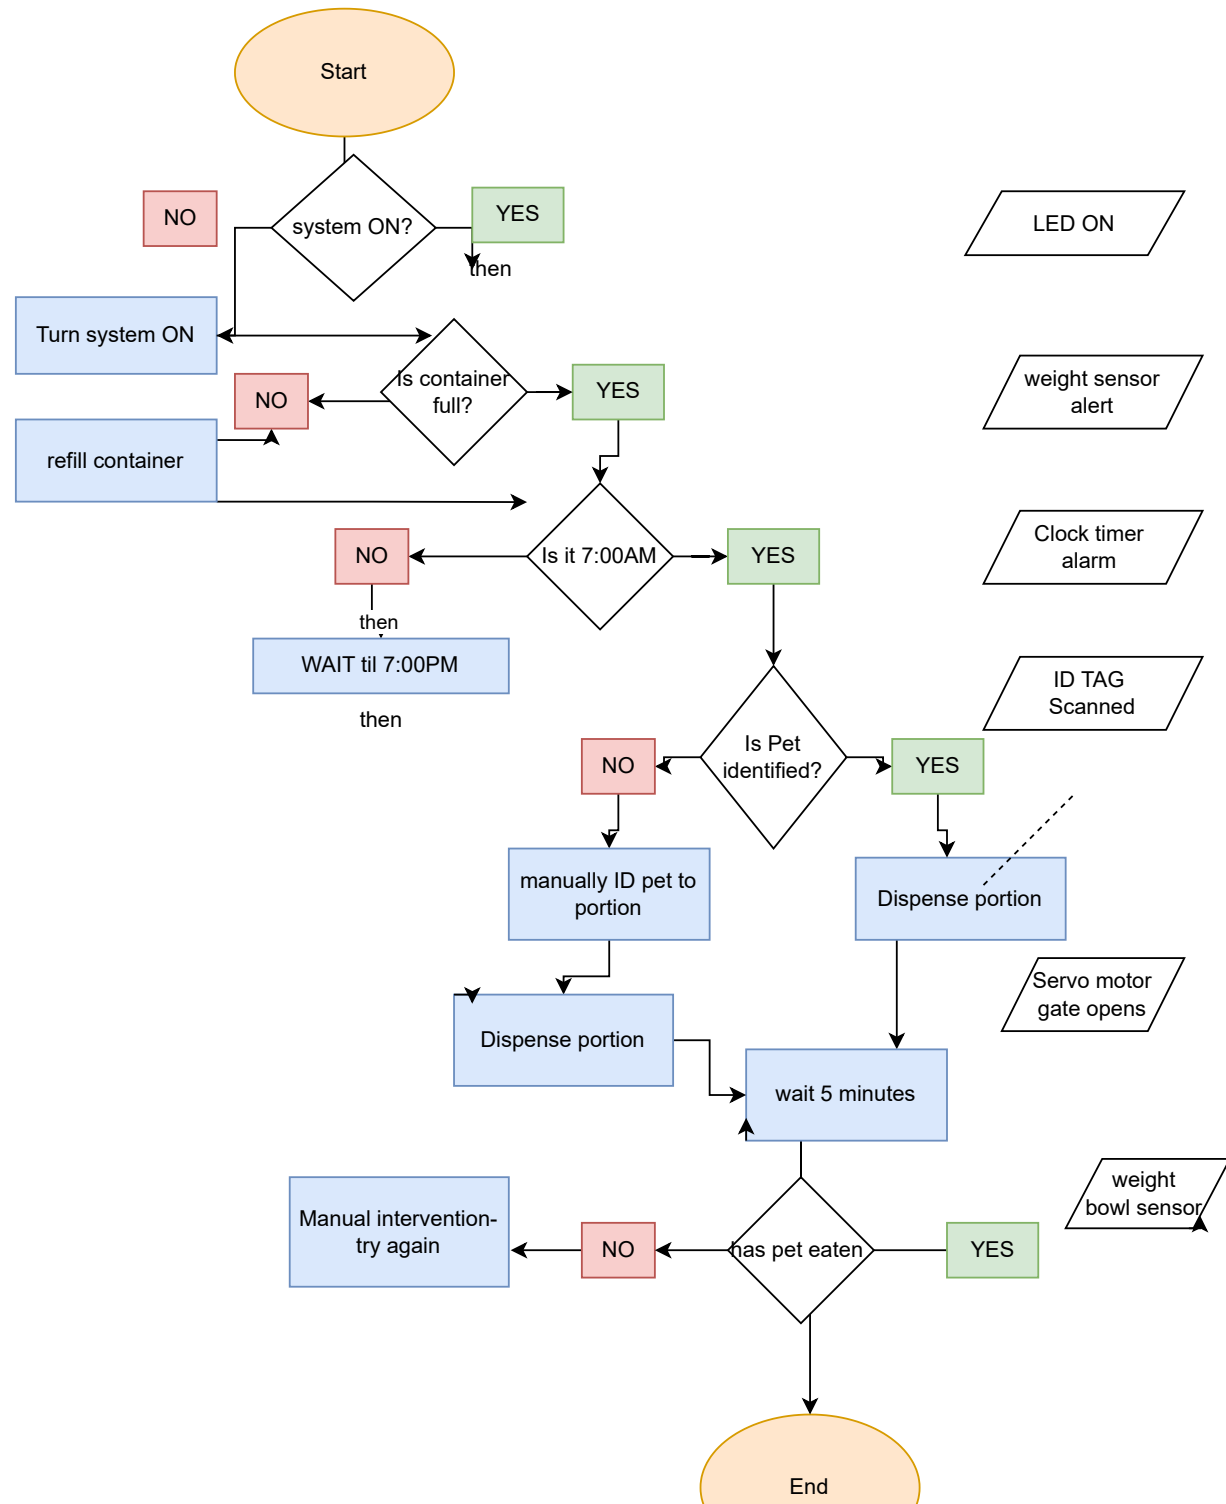 Start
NO
system ON?
YES
LED ON
then
Turn system ON
Is container
full?
NO
YES
weight sensor
alert
refill container
NO
Is it 7:00AM
YES
Clock timer
alarm
then
WAIT til 7:00PM
then
ID TAG
Scanned
NO
Is Pet
identified?
YES
manually ID pet to
portion
Dispense portion
Servo motor
gate opens
Dispense portion
wait 5 minutes
Manual intervention-
try again
NO
has pet eaten
YES
weight
bowl sensor
End